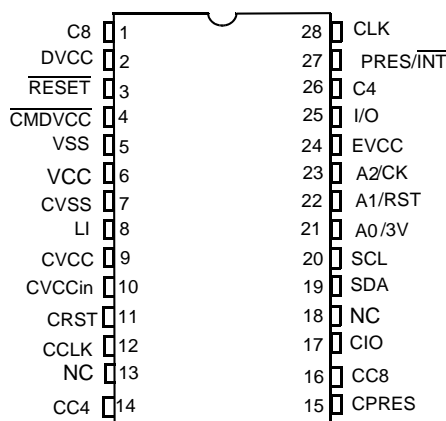 C8 1 28 CLK
DVCC 2 27 PRES/INT
RESET 3 26 C4
CMDVCC 4 25 I/O
VSS 5 24 EVCC
VCC 6 23 A2/CK
CVSS 7 22 A1/RST
LI 8 21 A0/3V
CVCC 9 20 SCL
CVCCin 10 19 SDA
CRST 11 18 NC
CCLK 12 17 CIO
NC 13 16 CC8
CC4 14 15 CPRES